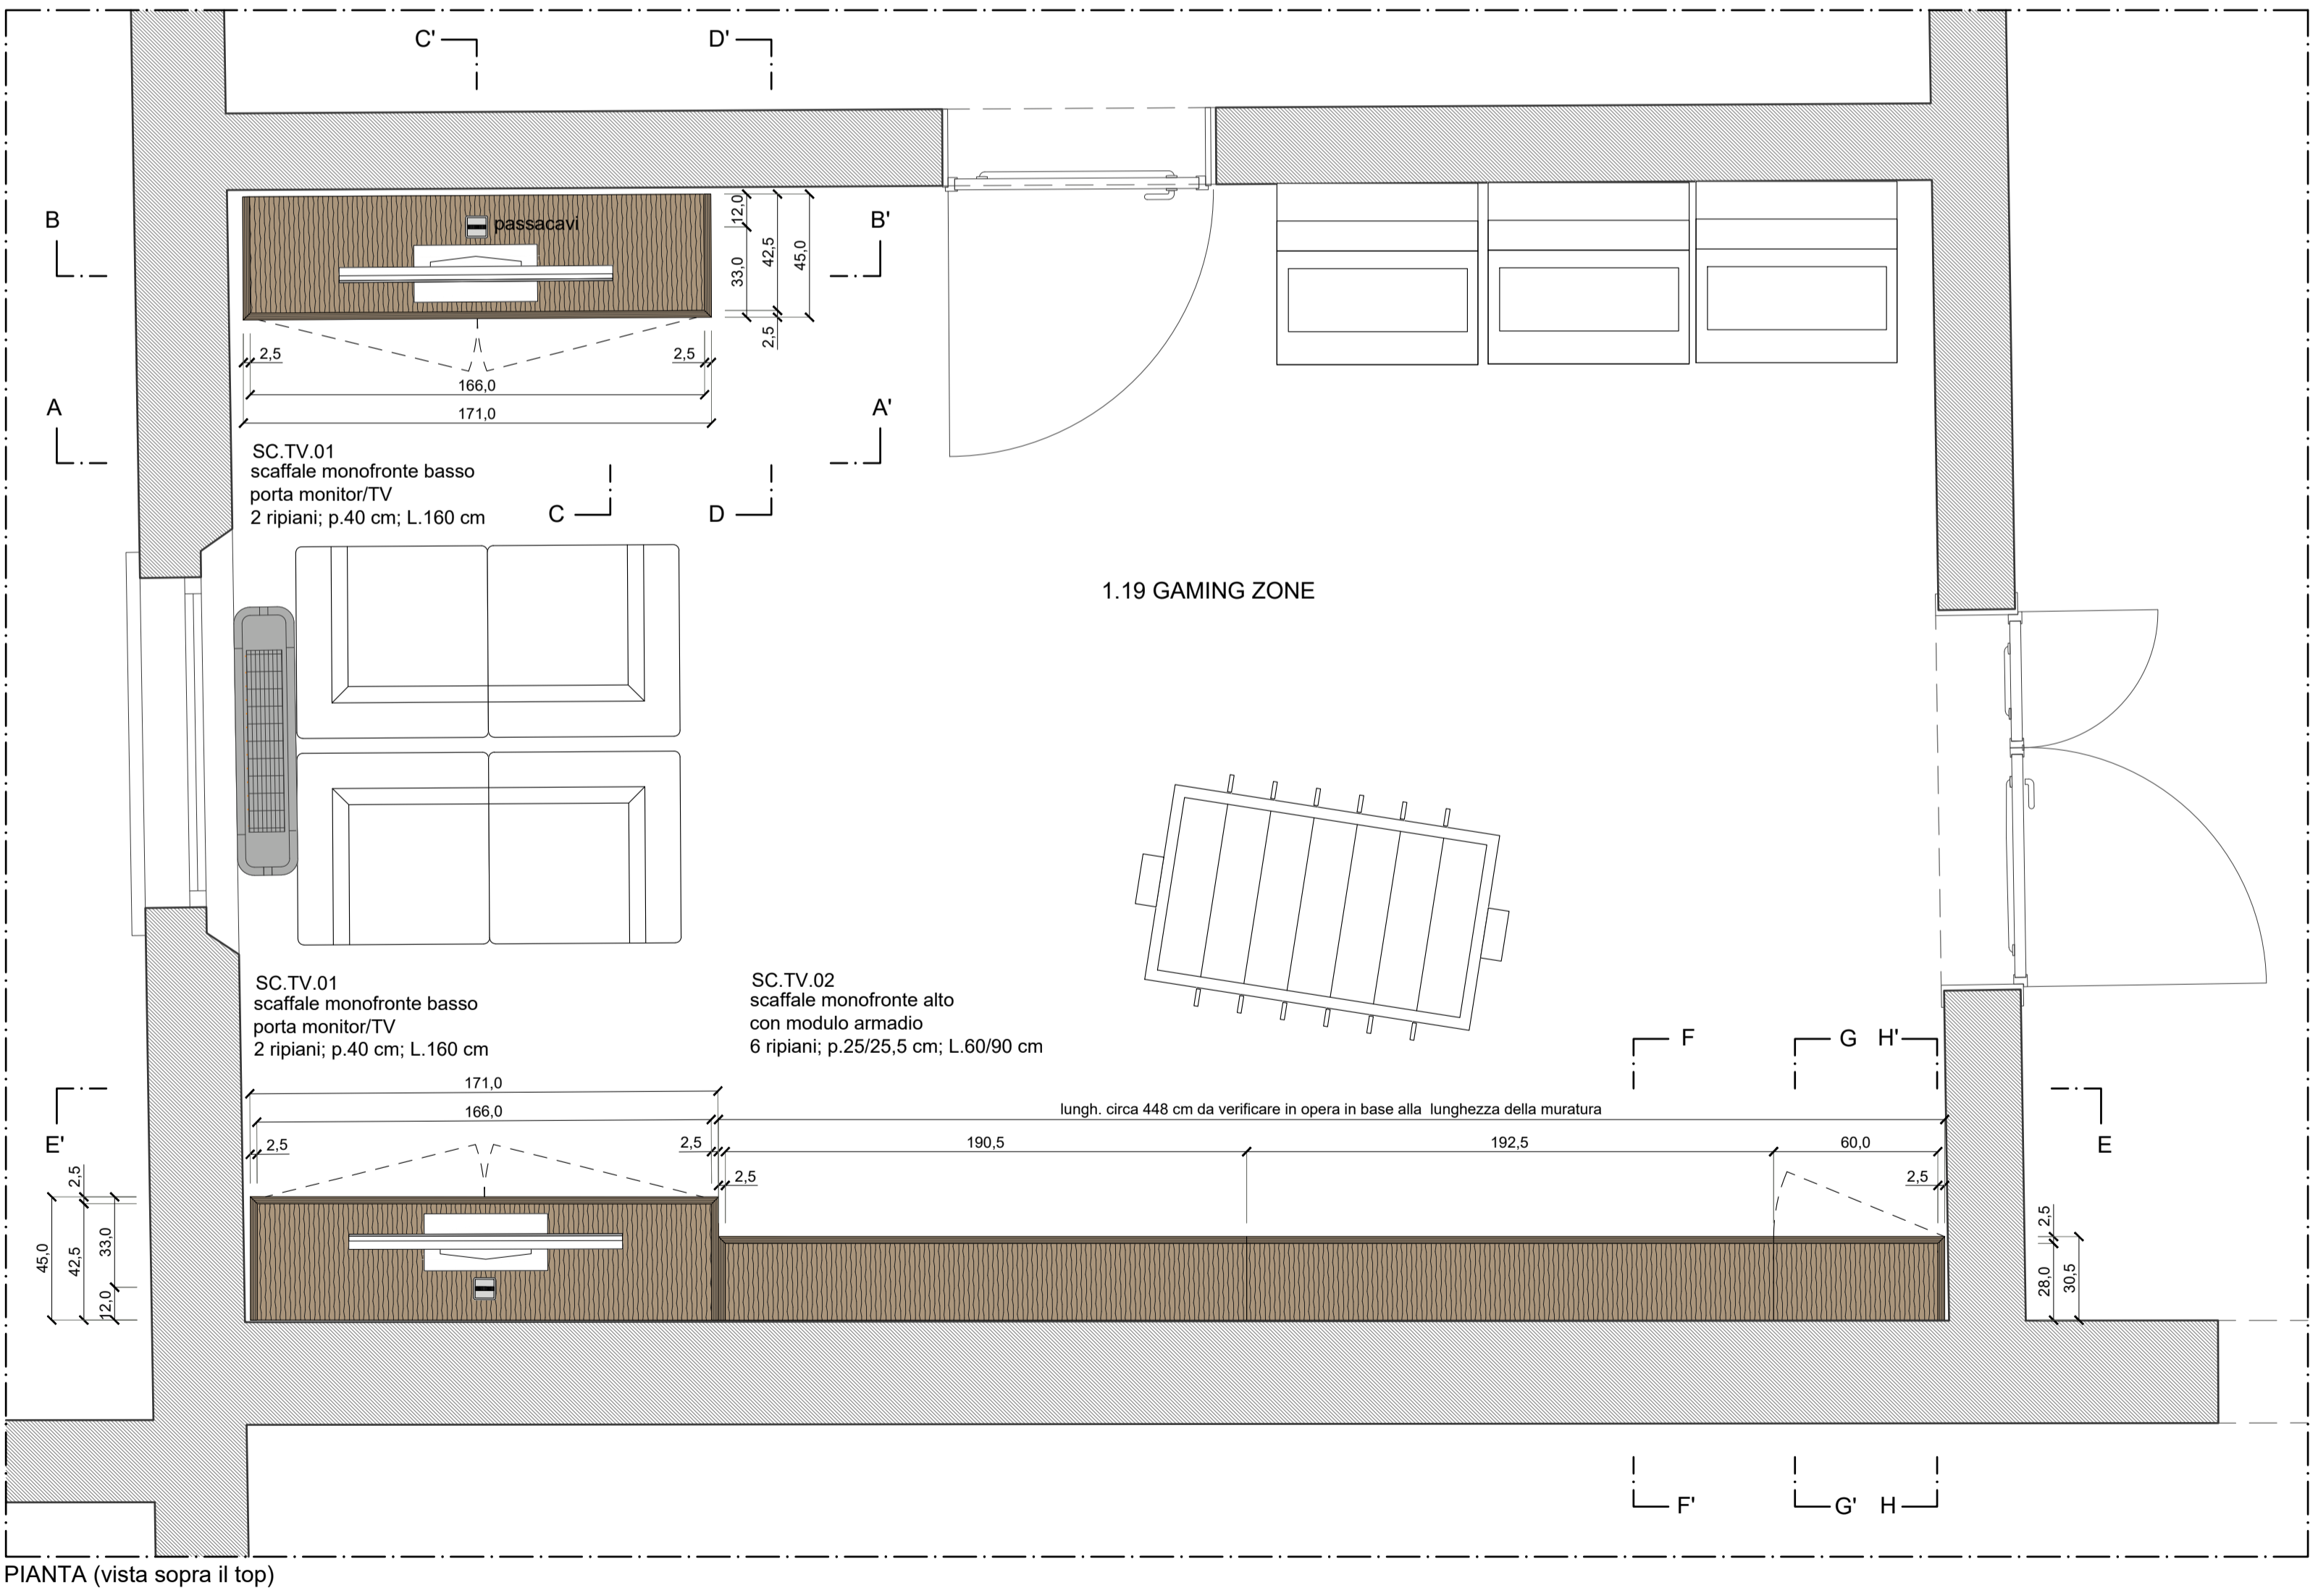 C'
D'
B
passacavi
B'
12,0
33,0
42,5
45,0
2,5
2,5
2,5
166,0
171,0
A
A'
SC.TV.01
scaffale monofronte basso
porta monitor/TV
2 ripiani; p.40 cm; L.160 cm
C
D
1.19 GAMING ZONE
SC.TV.01
scaffale monofronte basso
porta monitor/TV
2 ripiani; p.40 cm; L.160 cm
SC.TV.02
scaffale monofronte alto
con modulo armadio
6 ripiani; p.25/25,5 cm; L.60/90 cm
F
G
H'
171,0
166,0
lungh. circa 448 cm da verificare in opera in base alla lunghezza della muratura
E'
2,5
2,5
190,5
192,5
60,0
E
2,5
2,5
2,5
45,0
42,5
33,0
12,0
2,5
28,0
30,5
F'
G'
H
PIANTA (vista sopra il top)